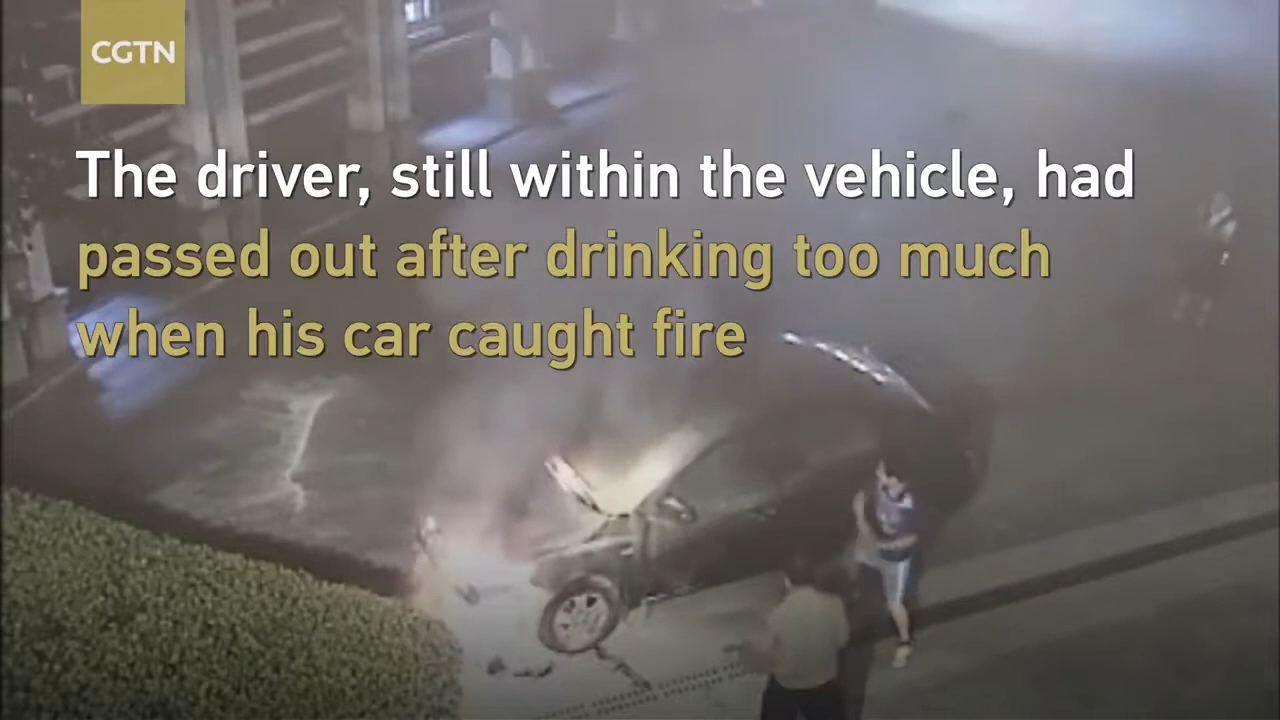 CGTN
The driver, still within the vehicle, had
passed out after drinking too much
when his car caught fire